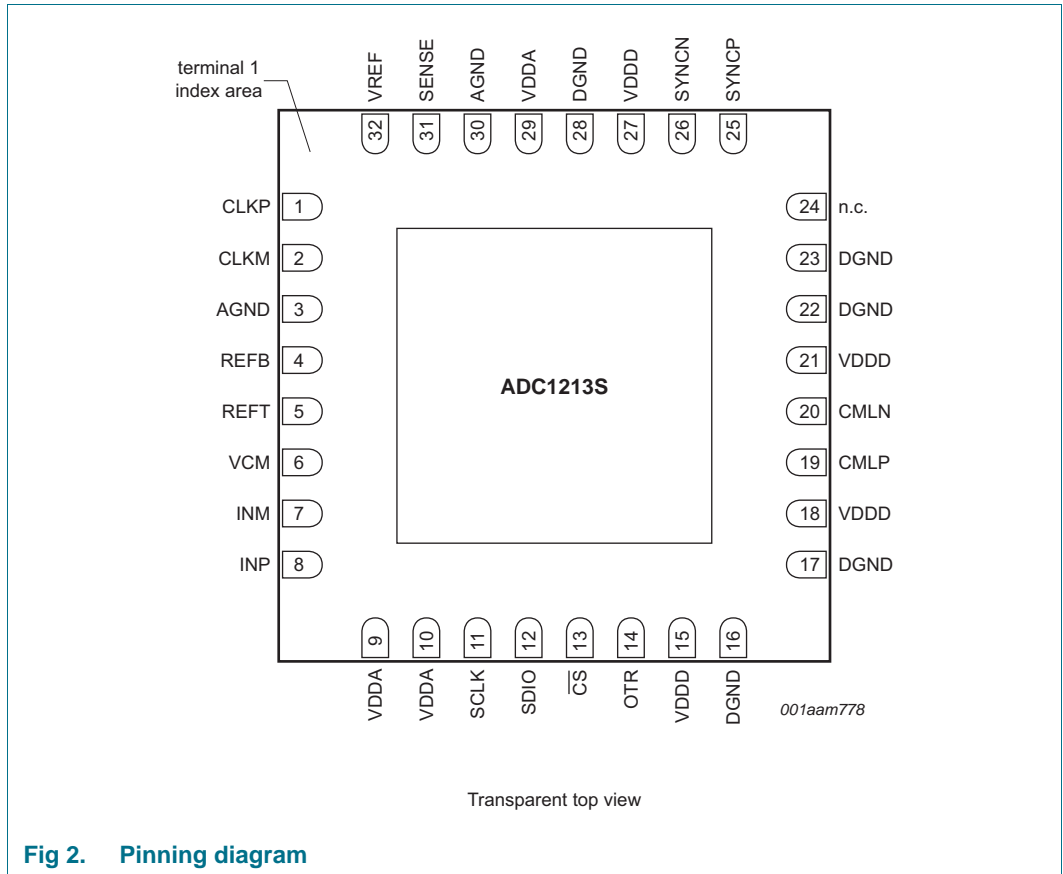 terminal 1
index area
VREF
SENSE
AGND
VDDA
DGND
VDDD
SYNCN
SYNCP
32
31
30
29
28
27
26
25
CLKP 1
CLKM 2
AGND 3
REFB 4
REFT 5
VCM 6
INM 7
INP 8
24 n.c.
23 DGND
22 DGND
21 VDDD
20 CMLN
19 CMLP
18 VDDD
17 DGND
ADC1213S
9
10
11
12
13
14
15
16
VDDA
VDDA
SCLK
SDIO
C̅S̅
OTR
VDDD
DGND
001aam778
Transparent top view
Fig 2. Pinning diagram